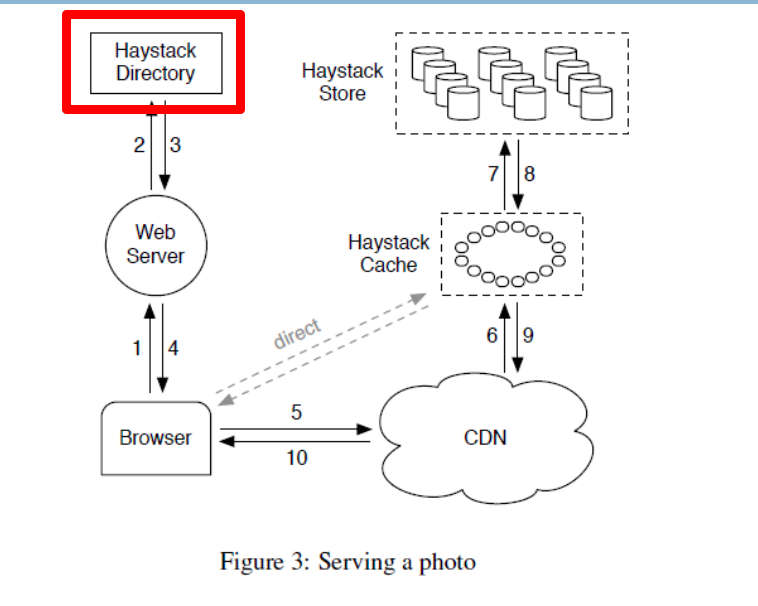 Haystack
Directory
Haystack
Store
2
3
7
8
Web
Server
Haystack
Cache
direct
1
4
6
9
Browser
5
10
CDN
Figure 3: Serving a photo